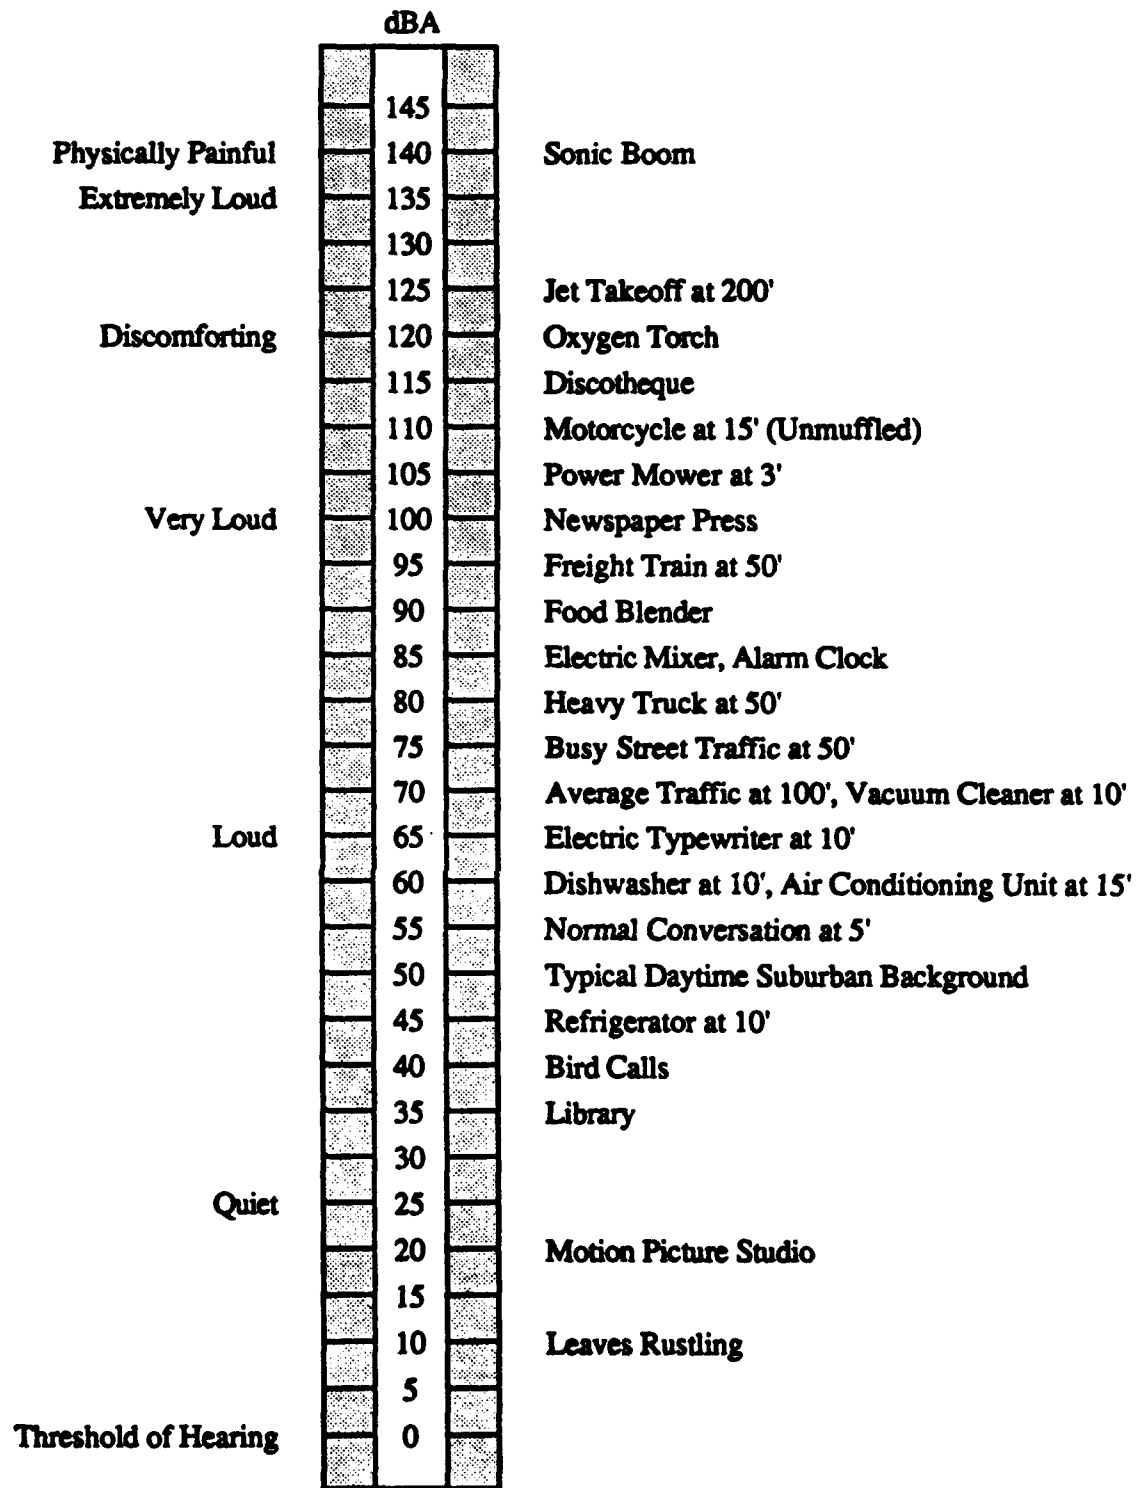 dBA
145
Physically Painful 140 Sonic Boom
Extremely Loud 135
130
125 Jet Takeoff at 200'
Discomforting 120 Oxygen Torch
115 Discotheque
110 Motorcycle at 15' (Unmuffled)
105 Power Mower at 3'
Very Loud 100 Newspaper Press
95 Freight Train at 50'
90 Food Blender
85 Electric Mixer, Alarm Clock
80 Heavy Truck at 50'
75 Busy Street Traffic at 50'
70 Average Traffic at 100', Vacuum Cleaner at 10'
Loud 65 Electric Typewriter at 10'
60 Dishwasher at 10', Air Conditioning Unit at 15'
55 Normal Conversation at 5'
50 Typical Daytime Suburban Background
45 Refrigerator at 10'
40 Bird Calls
35 Library
30
Quiet 25
20 Motion Picture Studio
15
10 Leaves Rustling
5
Threshold of Hearing 0